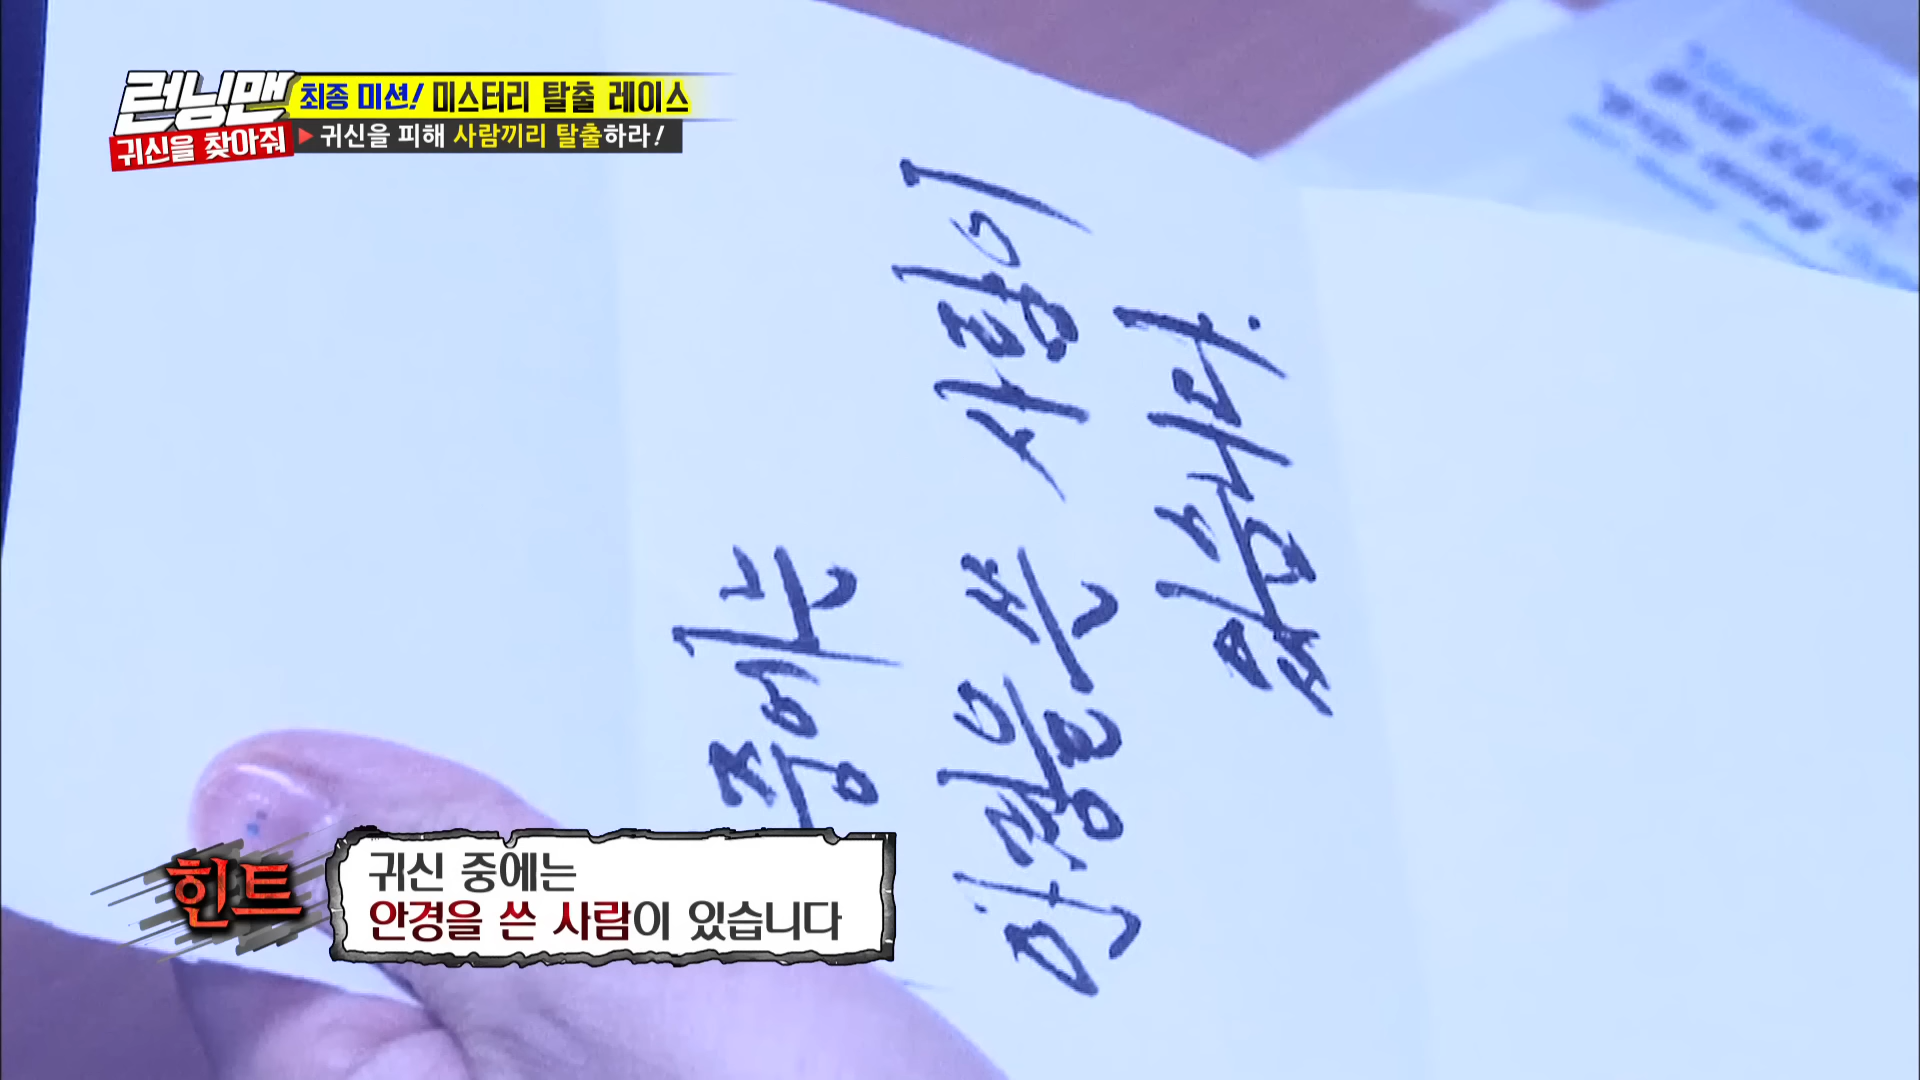 런닝맨
귀신을 찾아줘
최종 미션! 미스터리 탈출 레이스
▶귀신을 피해 사람끼리 탈출하라!
중에는
안경을 쓴 사람이
있습니다.
힌트
귀신 중에는
안경을 쓴 사람이 있습니다